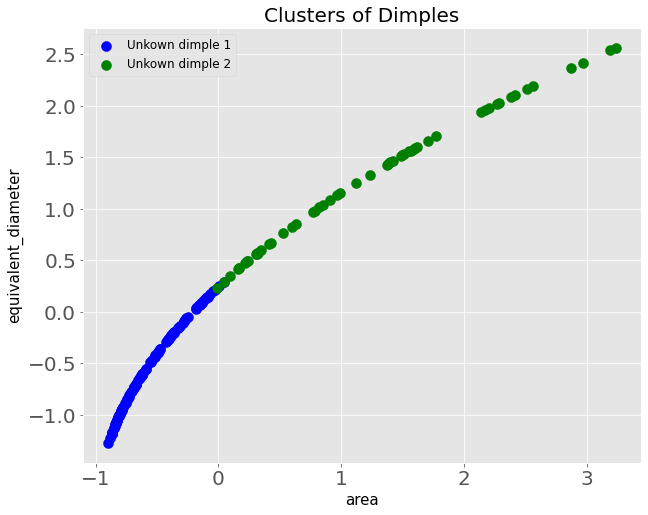 Clusters of Dimples
Unkown dimple 1
Unkown dimple 2
equivalent_diameter
2.5
2.0
1.5
1.0
0.5
0.0
−0.5
−1.0
−1 0 1 2 3
area